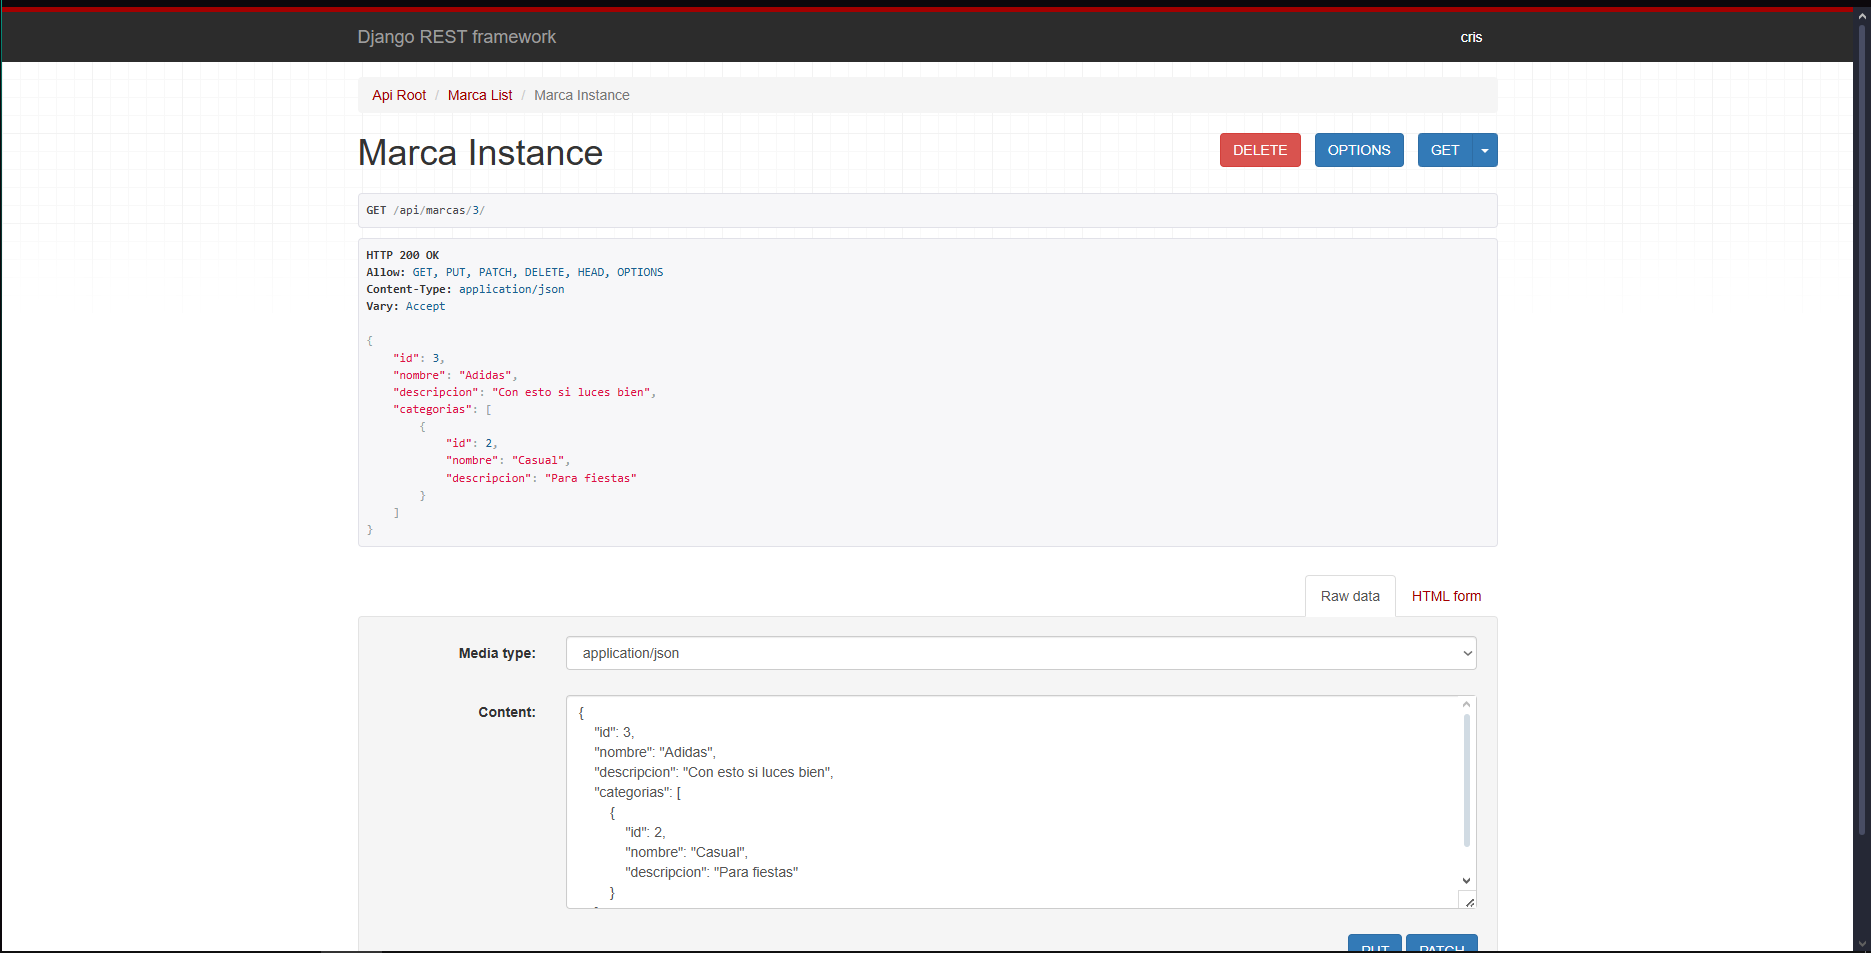 Django REST framework
cris
Api Root / Marca List / Marca Instance
Marca Instance
DELETE
OPTIONS
GET
GET /api/marcas/3/
HTTP 200 OK
Allow: GET, PUT, PATCH, DELETE, HEAD, OPTIONS
Content-Type: application/json
Vary: Accept
{
    "id": 3,
    "nombre": "Adidas",
    "descripcion": "Con esto si luces bien",
    "categorias": [
        {
            "id": 2,
            "nombre": "Casual",
            "descripcion": "Para fiestas"
        }
    ]
}
Raw data
HTML form
Media type:
application/json
Content:
{
    "id": 3,
    "nombre": "Adidas",
    "descripcion": "Con esto si luces bien",
    "categorias": [
        {
            "id": 2,
            "nombre": "Casual",
            "descripcion": "Para fiestas"
        }
PUT
PATCH